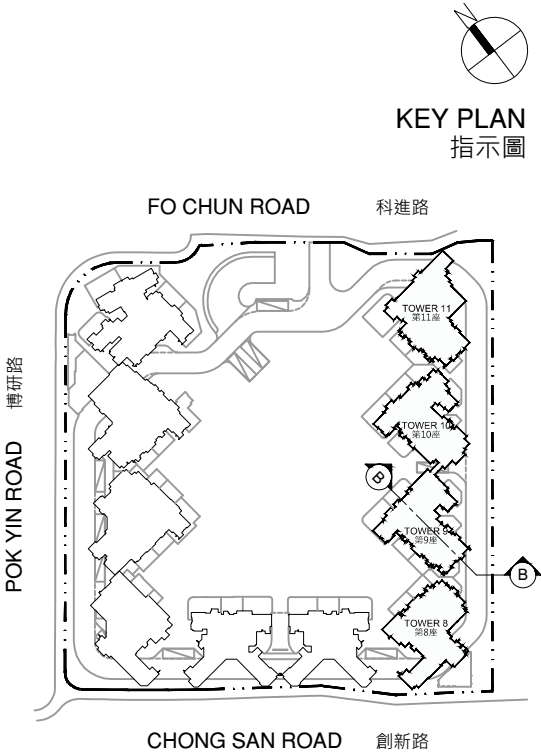 KEY PLAN
指示圖
FO CHUN ROAD 科進路
TOWER 11
第11座
博研路
POK YIN ROAD
TOWER 10
第10座
B
TOWER 9
第9座
B
TOWER 8
第8座
CHONG SAN ROAD 創新路